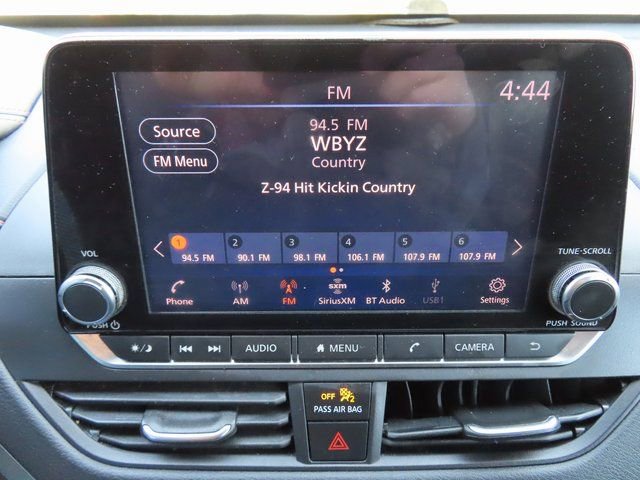 FM
4:44
Source
94.5 FM
WBYZ
FM Menu
Country
Z-94 Hit Kickin Country
1 2 3 4 5 6
94.5 FM 90.1 FM 98.1 FM 106.1 FM 107.9 FM 107.9 FM
VOL
TUNE·SCROLL
sxm
Phone AM FM SiriusXM BT Audio USB1 Settings
PUSH
PUSH SOUND
AUDIO MENU CAMERA
OFF 2
PASS AIR BAG